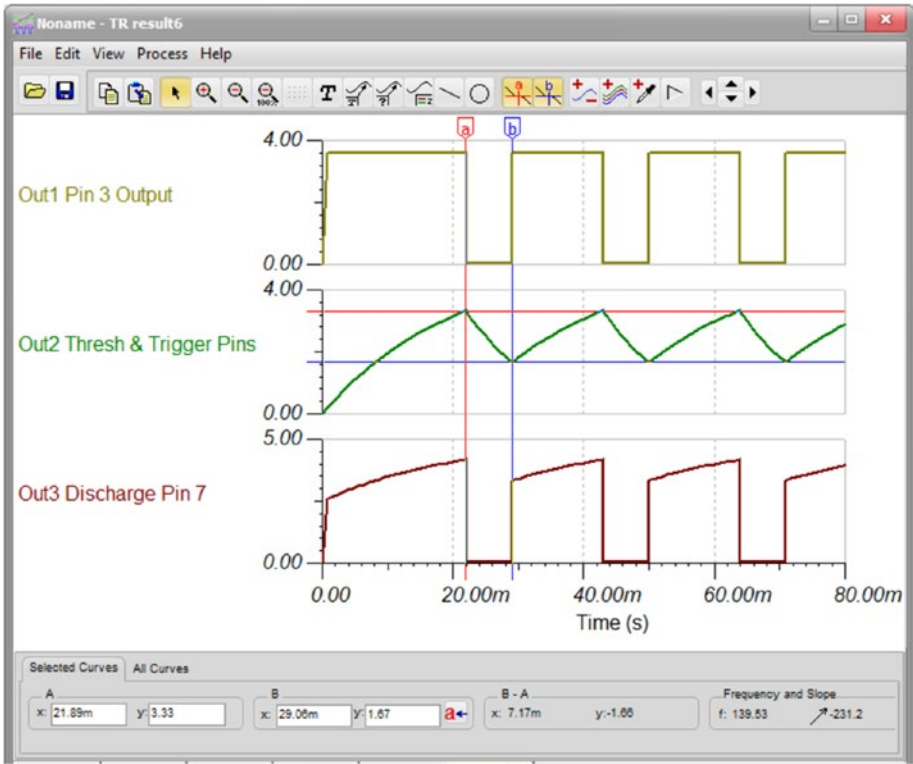 Noname - TR result6
File Edit View Process Help
100% T ?
a b
4.00
Out1 Pin 3 Output
0.00
4.00
Out2 Thresh & Trigger Pins
0.00
5.00
Out3 Discharge Pin 7
0.00
0.00 20.00m 40.00m 60.00m 80.00m
Time (s)
Selected Curves All Curves
A B B - A Frequency and Slope
x: 21.89m y: 3.33 x: 29.06m y: 1.67 a x: 7.17m y:-1.66 f: 139.53 -231.2